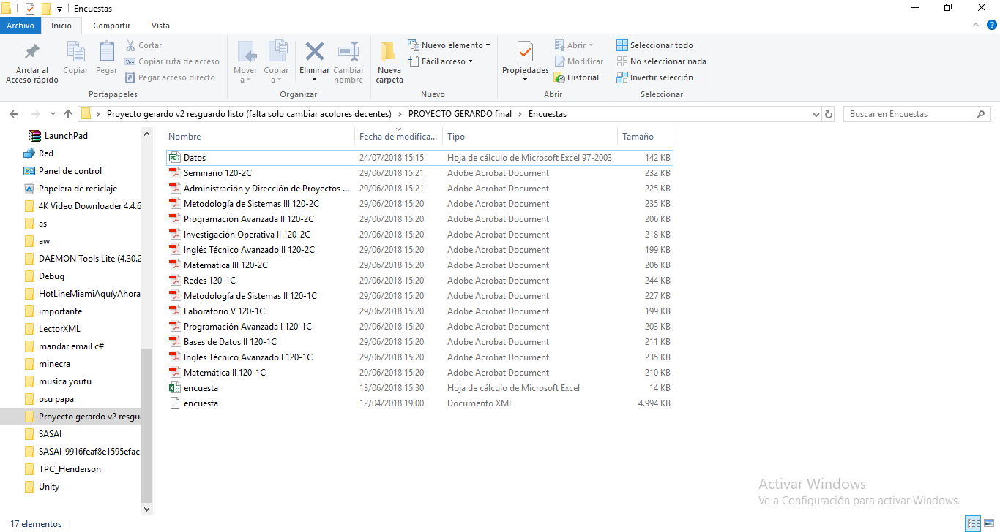 Encuestas
Archivo Inicio Compartir Vista
Anclar al Acceso rápido
Copiar
Pegar
Cortar
Copiar ruta de acceso
Pegar acceso directo
Portapapeles
Mover a
Copiar a
Eliminar
Cambiar nombre
Organizar
Nueva carpeta
Nuevo elemento
Fácil acceso
Nuevo
Propiedades
Abrir
Modificar
Historial
Abrir
Seleccionar todo
No seleccionar nada
Invertir selección
Seleccionar
Proyecto gerardo v2 resguardo listo (falta solo cambiar acolores decentes) > PROYECTO GERARDO final > Encuestas
Buscar en Encuestas
LaunchPad
Red
Panel de control
Papelera de reciclaje
4K Video Downloader 4.4.6
as
aw
DAEMON Tools Lite (4.30.2
Debug
HotLineMiamiAquíyAhora
importante
LectorXML
mandar email c#
minecra
musica youtu
osu papa
Proyecto gerardo v2 resgua
SASAI
SASAI-9916feaf8e1595efac
TPC_Henderson
Unity
Nombre Fecha de modifica... Tipo Tamaño
Datos 24/07/2018 15:15 Hoja de cálculo de Microsoft Excel 97-2003 142 KB
Seminario 120-2C 29/06/2018 15:21 Adobe Acrobat Document 232 KB
Administración y Dirección de Proyectos ... 29/06/2018 15:21 Adobe Acrobat Document 225 KB
Metodología de Sistemas III 120-2C 29/06/2018 15:20 Adobe Acrobat Document 235 KB
Programación Avanzada II 120-2C 29/06/2018 15:20 Adobe Acrobat Document 206 KB
Investigación Operativa II 120-2C 29/06/2018 15:20 Adobe Acrobat Document 218 KB
Inglés Técnico Avanzado II 120-2C 29/06/2018 15:20 Adobe Acrobat Document 199 KB
Matemática III 120-2C 29/06/2018 15:20 Adobe Acrobat Document 206 KB
Redes 120-1C 29/06/2018 15:20 Adobe Acrobat Document 244 KB
Metodología de Sistemas II 120-1C 29/06/2018 15:20 Adobe Acrobat Document 227 KB
Laboratorio V 120-1C 29/06/2018 15:20 Adobe Acrobat Document 199 KB
Programación Avanzada I 120-1C 29/06/2018 15:20 Adobe Acrobat Document 203 KB
Bases de Datos II 120-1C 29/06/2018 15:20 Adobe Acrobat Document 211 KB
Inglés Técnico Avanzado I 120-1C 29/06/2018 15:20 Adobe Acrobat Document 235 KB
Matemática II 120-1C 29/06/2018 15:20 Adobe Acrobat Document 210 KB
encuesta 13/06/2018 15:30 Hoja de cálculo de Microsoft Excel 14 KB
encuesta 12/04/2018 19:00 Documento XML 4.994 KB
Activar Windows
Ve a Configuración para activar Windows.
17 elementos